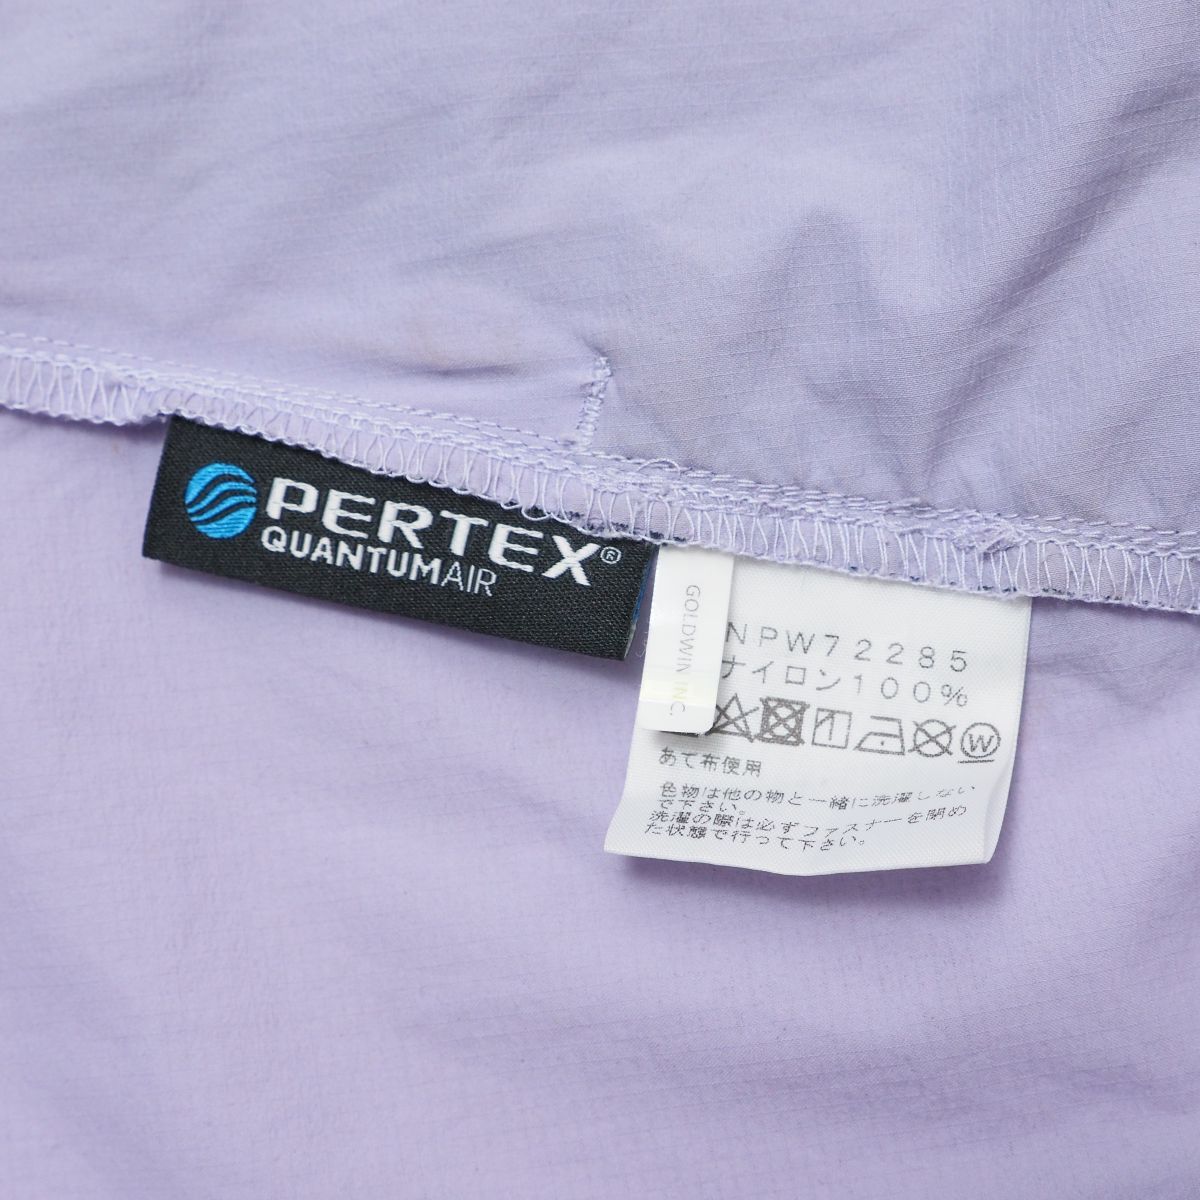 PERTEX®
QUANTUMAIR
GOLDWIN INC.
NPW72285
ナイロン100%
W
あて布使用
色物は他の物と一緒に洗濯しない
で下さい。
洗濯の際は必ずファスナーを閉め
た状態で行って下さい。